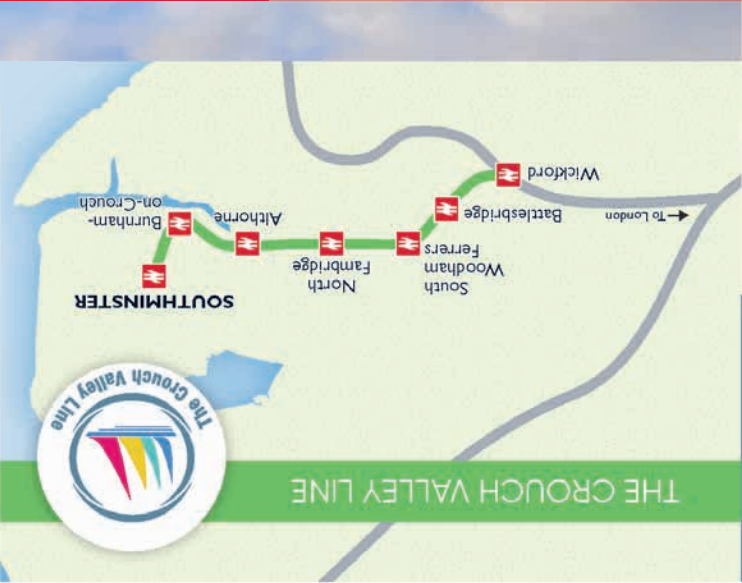 THE CROUCH VALLEY LINE
The Crouch Valley Line
SOUTHMINSTER
South
Woodham
Ferrers
North
Fambridge
Althorne
Burnham-
on-Crouch
Battlesbridge
To London
Wickford